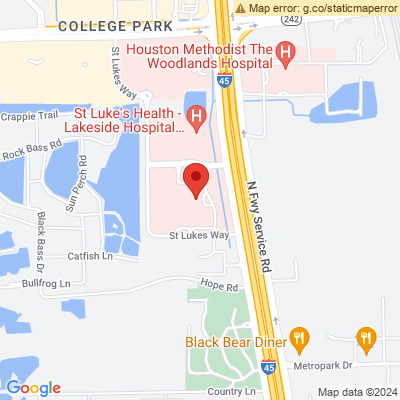 Map error: g.co/staticmaperror
COLLEGE PARK
(242)
Houston Methodist The
Woodlands Hospital
H
45
St Lukes Way
Crappie Trail
St Luke's Health -
Lakeside Hospital...
H
Rock Bass Rd
Sun Perch Rd
Black Bass Dr
N Fwy Service Rd
St Lukes Way
Catfish Ln
Bullfrog Ln
Hope Rd
Black Bear Diner
45
Metropark Dr
Country Ln
Google
Map data ©2024